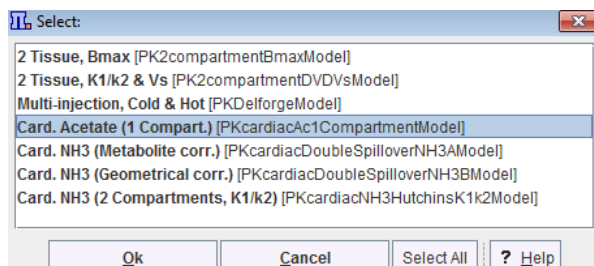 Select:
2 Tissue, Bmax [PK2compartmentBmaxModel]
2 Tissue, K1/k2 & Vs [PK2compartmentDVDVsModel]
Multi-injection, Cold & Hot [PKDelforgeModel]
Card. Acetate (1 Compart.) [PKcardiacAc1CompartmentModel]
Card. NH3 (Metabolite corr.) [PKcardiacDoubleSpilloverNH3AModel]
Card. NH3 (Geometrical corr.) [PKcardiacDoubleSpilloverNH3BModel]
Card. NH3 (2 Compartments, K1/k2) [PKcardiacNH3HutchinsK1k2Model]
Ok Cancel Select All ? Help